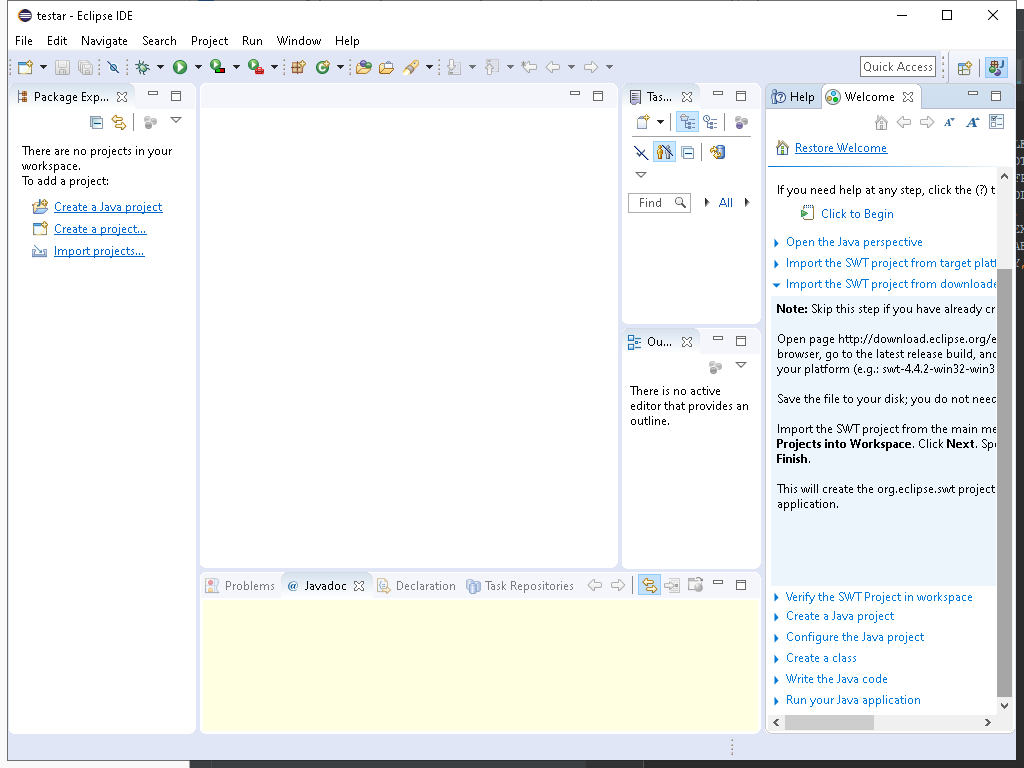 testar - Eclipse IDE
File Edit Navigate Search Project Run Window Help
Quick Access
Package Exp...
There are no projects in your
workspace.
To add a project:
Create a Java project
Create a project...
Import projects...
Tas...
Find
All
Ou...
There is no active
editor that provides an
outline.
Problems @ Javadoc Declaration Task Repositories
Help Welcome
Restore Welcome
If you need help at any step, click the (?) t
Click to Begin
Open the Java perspective
Import the SWT project from target platf
Import the SWT project from downloade
Note: Skip this step if you have already cr
Open page http://download.eclipse.org/e
browser, go to the latest release build, and
your platform (e.g.: swt-4.4.2-win32-win3
Save the file to your disk; you do not need
Import the SWT project from the main me
Projects into Workspace. Click Next. Spe
Finish.
This will create the org.eclipse.swt project
application.
Verify the SWT Project in workspace
Create a Java project
Configure the Java project
Create a class
Write the Java code
Run your Java application